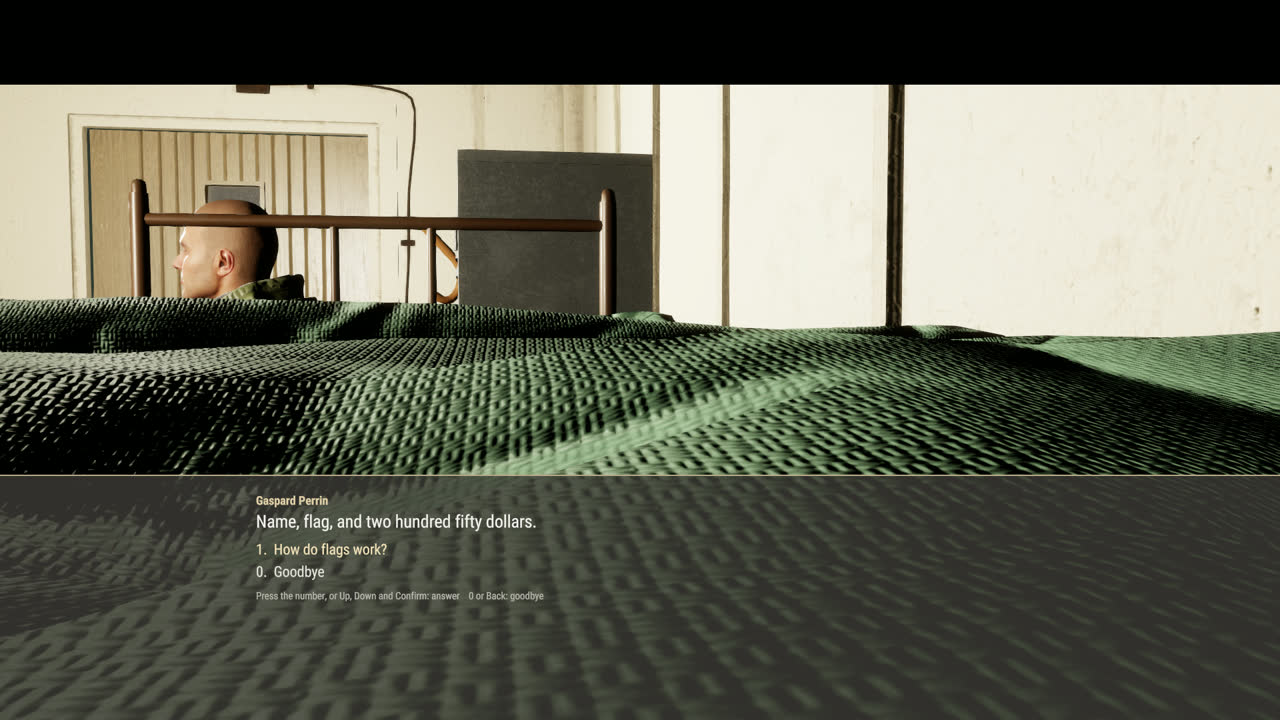 Gaspard Perrin
Name, flag, and two hundred fifty dollars.
1. How do flags work?
0. Goodbye
Press the number, or Up, Down and Confirm: answer 0 or Back: goodbye